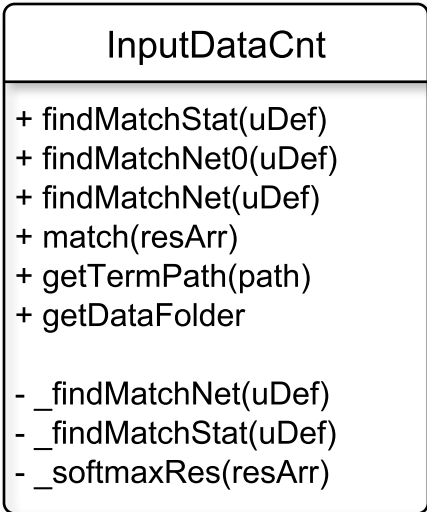 InputDataCnt
+ findMatchStat(uDef)
+ findMatchNet0(uDef)
+ findMatchNet(uDef)
+ match(resArr)
+ getTermPath(path)
+ getDataFolder
- _findMatchNet(uDef)
- _findMatchStat(uDef)
- _softmaxRes(resArr)